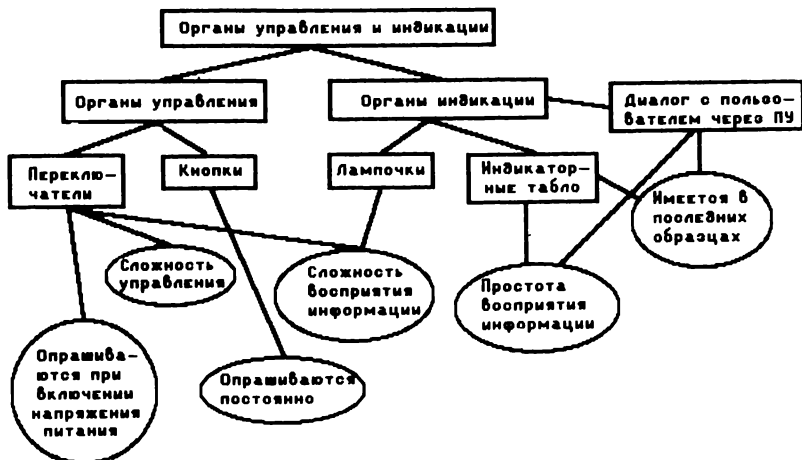 Органы управления и индикации
Органы управления
Органы индикации
Диалог с пользо-
вателем через ПУ
Переклю-
чатели
Кнопки
Лампочки
Индикатор-
ные табло
Имеется в
последних
образцах
Сложность
управления
Сложность
восприятия
информации
Простота
восприятия
информации
Опрашива-
ются при
включении
напряжения
питания
Опрашиваются
постоянно